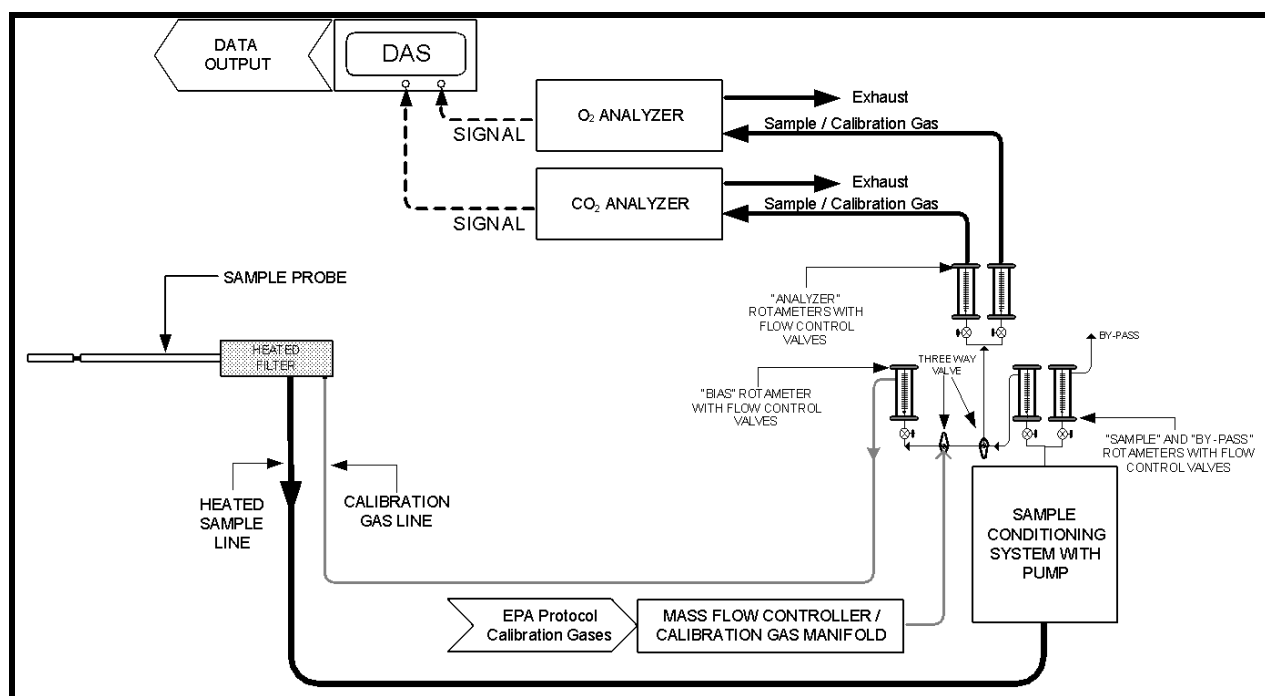 DATA
OUTPUT
DAS
O₂ ANALYZER
Exhaust
Sample / Calibration Gas
SIGNAL
CO₂ ANALYZER
Exhaust
Sample / Calibration Gas
SIGNAL
SAMPLE PROBE
"ANALYZER"
ROTAMETERS WITH
FLOW CONTROL
VALVES
HEATED
FILTER
THREE WAY
VALVE
BY-PASS
"BIAS" ROTAMETER
WITH FLOW CONTROL
VALVES
"SAMPLE" AND "BY-PASS"
ROTAMETERS WITH FLOW
CONTROL VALVES
HEATED
SAMPLE
LINE
CALIBRATION
GAS LINE
SAMPLE
CONDITIONING
SYSTEM WITH
PUMP
EPA Protocol
Calibration Gases
MASS FLOW CONTROLLER /
CALIBRATION GAS MANIFOLD